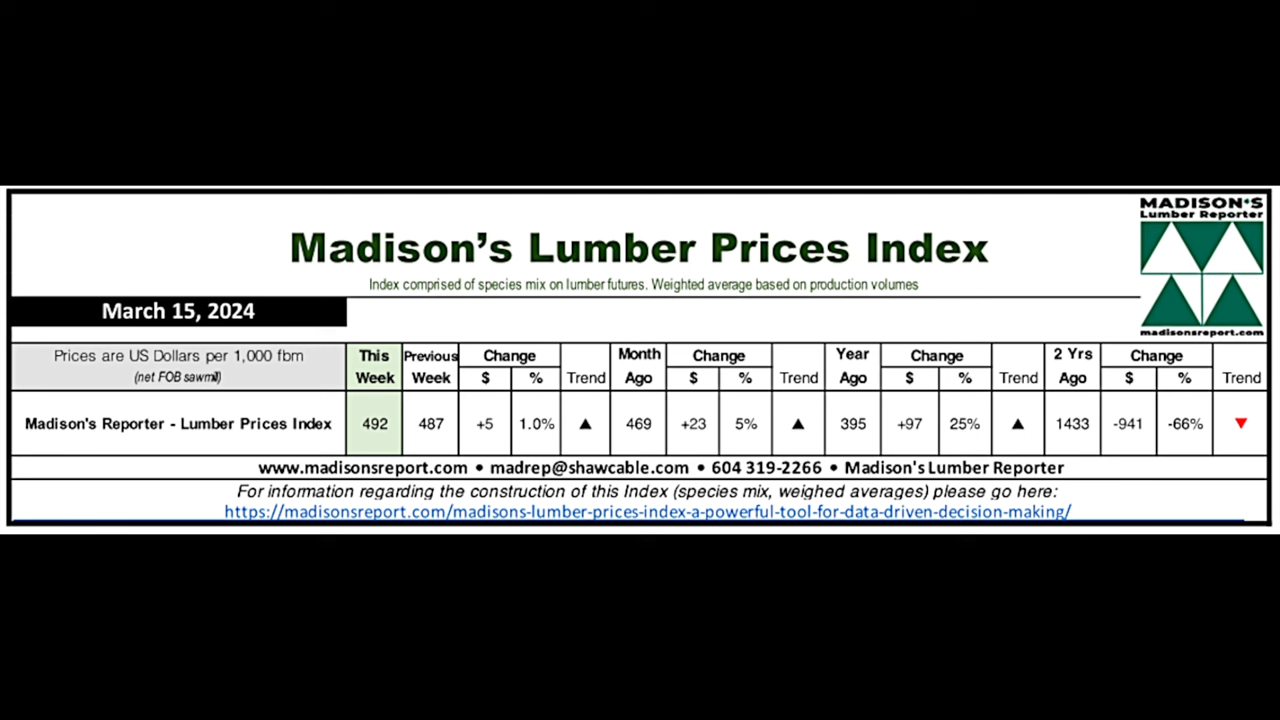 MADISON'S
Lumber Reporter
Madison's Lumber Prices Index
Index comprised of species mix on lumber futures. Weighted average based on production volumes
March 15, 2024
madisonsreport.com
Prices are US Dollars per 1,000 fbm
(net FOB sawmill)
This Week
Previous Week
Change
$ % Trend
Month Ago
Change
$ % Trend
Year Ago
Change
$ % Trend
2 Yrs Ago
Change
$ % Trend
Madison's Reporter - Lumber Prices Index 492 487 +5 1.0% ▲ 469 +23 5% ▲ 395 +97 25% ▲ 1433 -941 -66% ▼
www.madisonsreport.com • madrep@shawcable.com • 604 319-2266 • Madison's Lumber Reporter
For information regarding the construction of this Index (species mix, weighed averages) please go here:
https://madisonsreport.com/madisons-lumber-prices-index-a-powerful-tool-for-data-driven-decision-making/